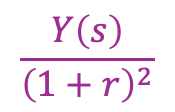 Y(s)
(1 + r)²